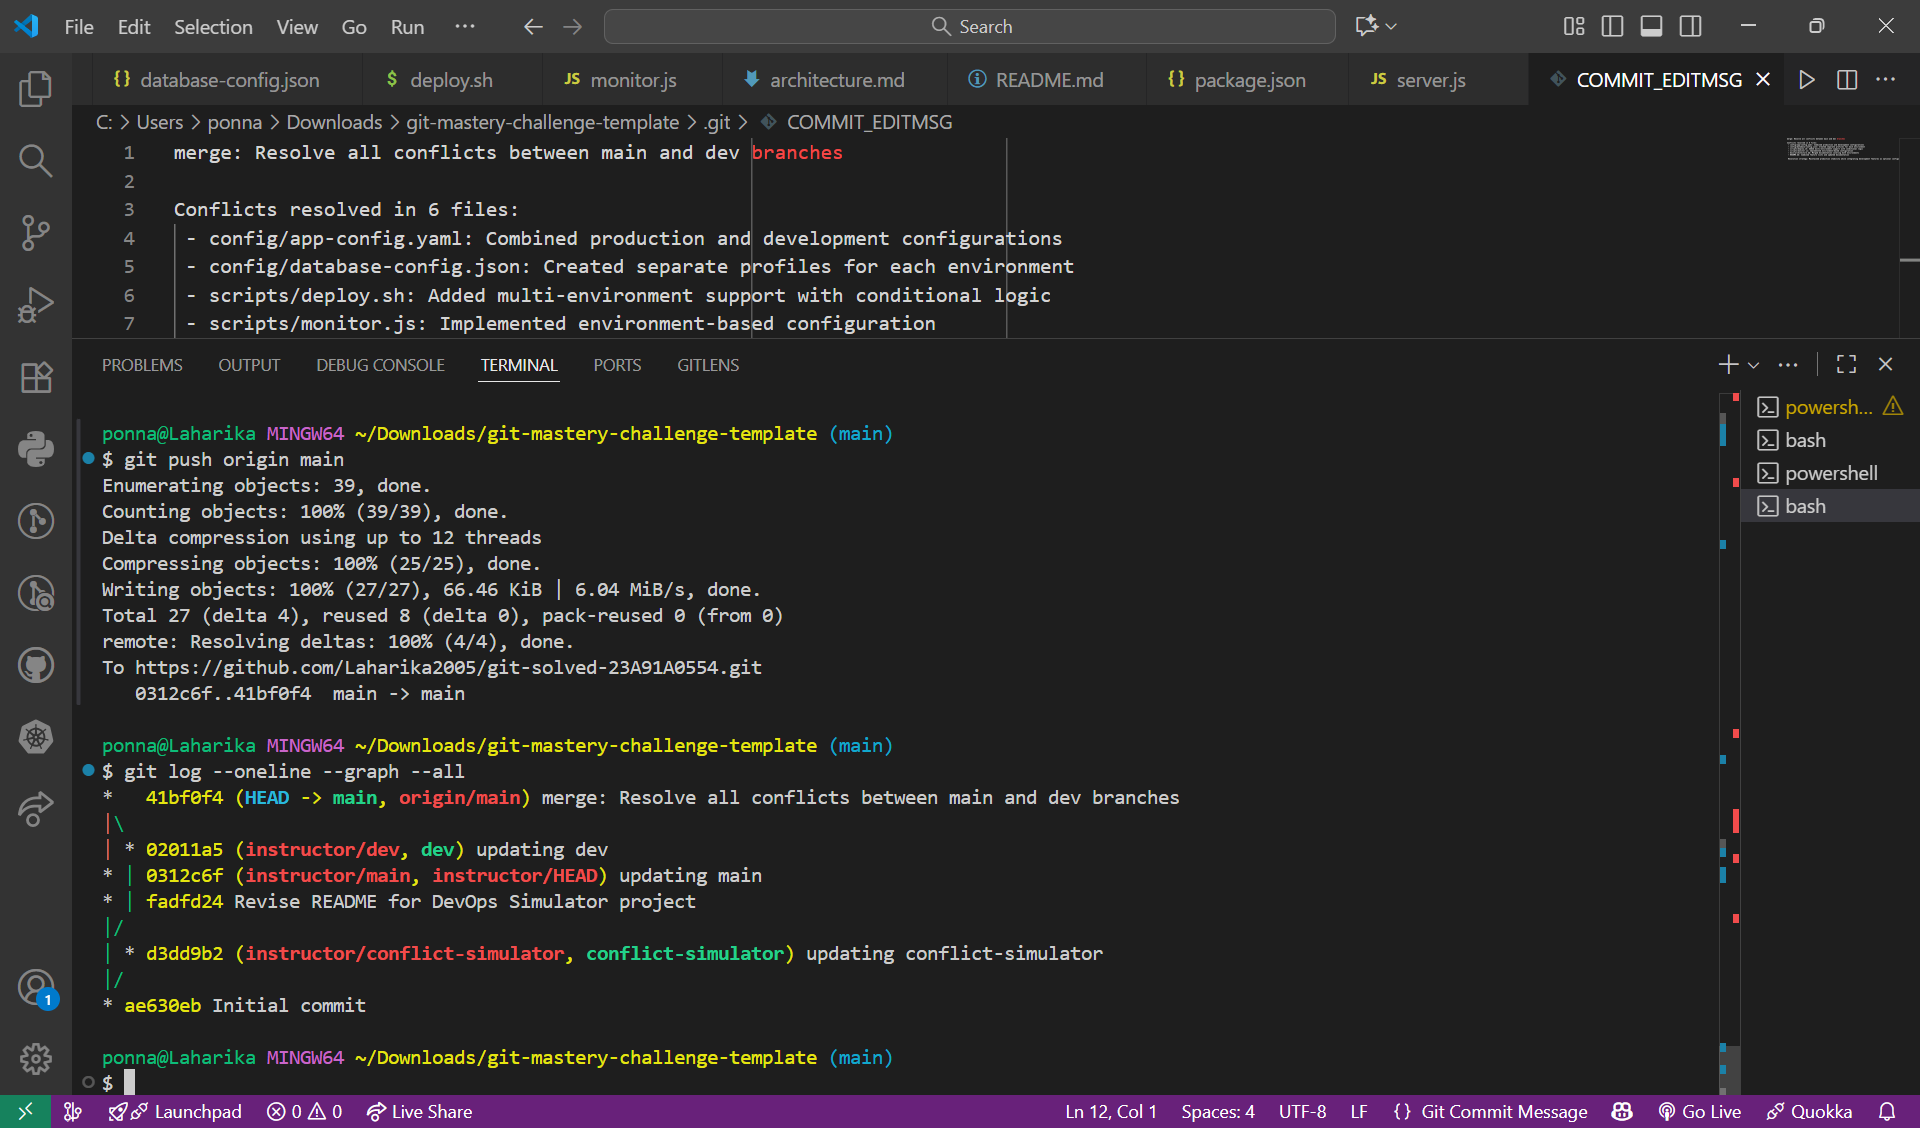 File Edit Selection View Go Run ··· Search
{} database-config.json $ deploy.sh JS monitor.js architecture.md README.md {} package.json JS server.js COMMIT_EDITMSG
C: > Users > ponna > Downloads > git-mastery-challenge-template > .git > COMMIT_EDITMSG
1 merge: Resolve all conflicts between main and dev branches
2
3 Conflicts resolved in 6 files:
4 - config/app-config.yaml: Combined production and development configurations
5 - config/database-config.json: Created separate profiles for each environment
6 - scripts/deploy.sh: Added multi-environment support with conditional logic
7 - scripts/monitor.js: Implemented environment-based configuration
PROBLEMS OUTPUT DEBUG CONSOLE TERMINAL PORTS GITLENS
powersh...
bash
powershell
bash
ponna@Laharika MINGW64 ~/Downloads/git-mastery-challenge-template (main)
$ git push origin main
Enumerating objects: 39, done.
Counting objects: 100% (39/39), done.
Delta compression using up to 12 threads
Compressing objects: 100% (25/25), done.
Writing objects: 100% (27/27), 66.46 KiB | 6.04 MiB/s, done.
Total 27 (delta 4), reused 8 (delta 0), pack-reused 0 (from 0)
remote: Resolving deltas: 100% (4/4), done.
To https://github.com/Laharika2005/git-solved-23A91A0554.git
0312c6f..41bf0f4 main -> main
ponna@Laharika MINGW64 ~/Downloads/git-mastery-challenge-template (main)
$ git log --oneline --graph --all
* 41bf0f4 (HEAD -> main, origin/main) merge: Resolve all conflicts between main and dev branches
|\
| * 02011a5 (instructor/dev, dev) updating dev
* | 0312c6f (instructor/main, instructor/HEAD) updating main
* | fadfd24 Revise README for DevOps Simulator project
|/
| * d3dd9b2 (instructor/conflict-simulator, conflict-simulator) updating conflict-simulator
|/
* ae630eb Initial commit
ponna@Laharika MINGW64 ~/Downloads/git-mastery-challenge-template (main)
$
1
Launchpad 0 0 Live Share Ln 12, Col 1 Spaces: 4 UTF-8 LF {} Git Commit Message Go Live Quokka